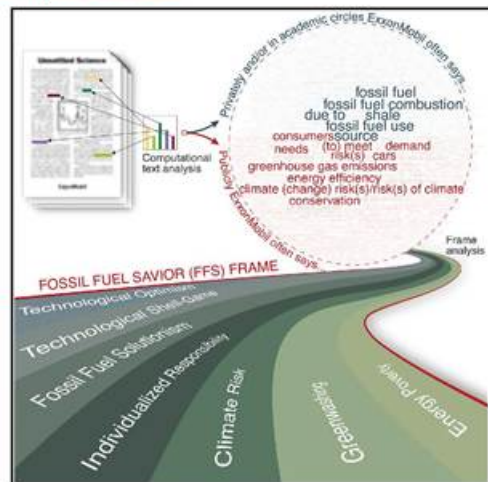 Unsettled Science
ExxonMobil
Computational
text analysis
Privately and/or in academic circles ExxonMobil often says...
fossil fuel
fossil fuel combustion
due to shale
fossil fuel use
source
consumers
needs (to) meet demand
risk(s) cars
greenhouse gas emissions
energy efficiency
climate (change) risk(s)/risk(s) of climate
conservation
Publicly ExxonMobil often says...
Frame
analysis
FOSSIL FUEL SAVIOR (FFS) FRAME
Technological Optimism
Technological Shell-Game
Fossil Fuel Solutionism
Individualized Responsibility
Climate Risk
Greenwashing
Energy Poverty